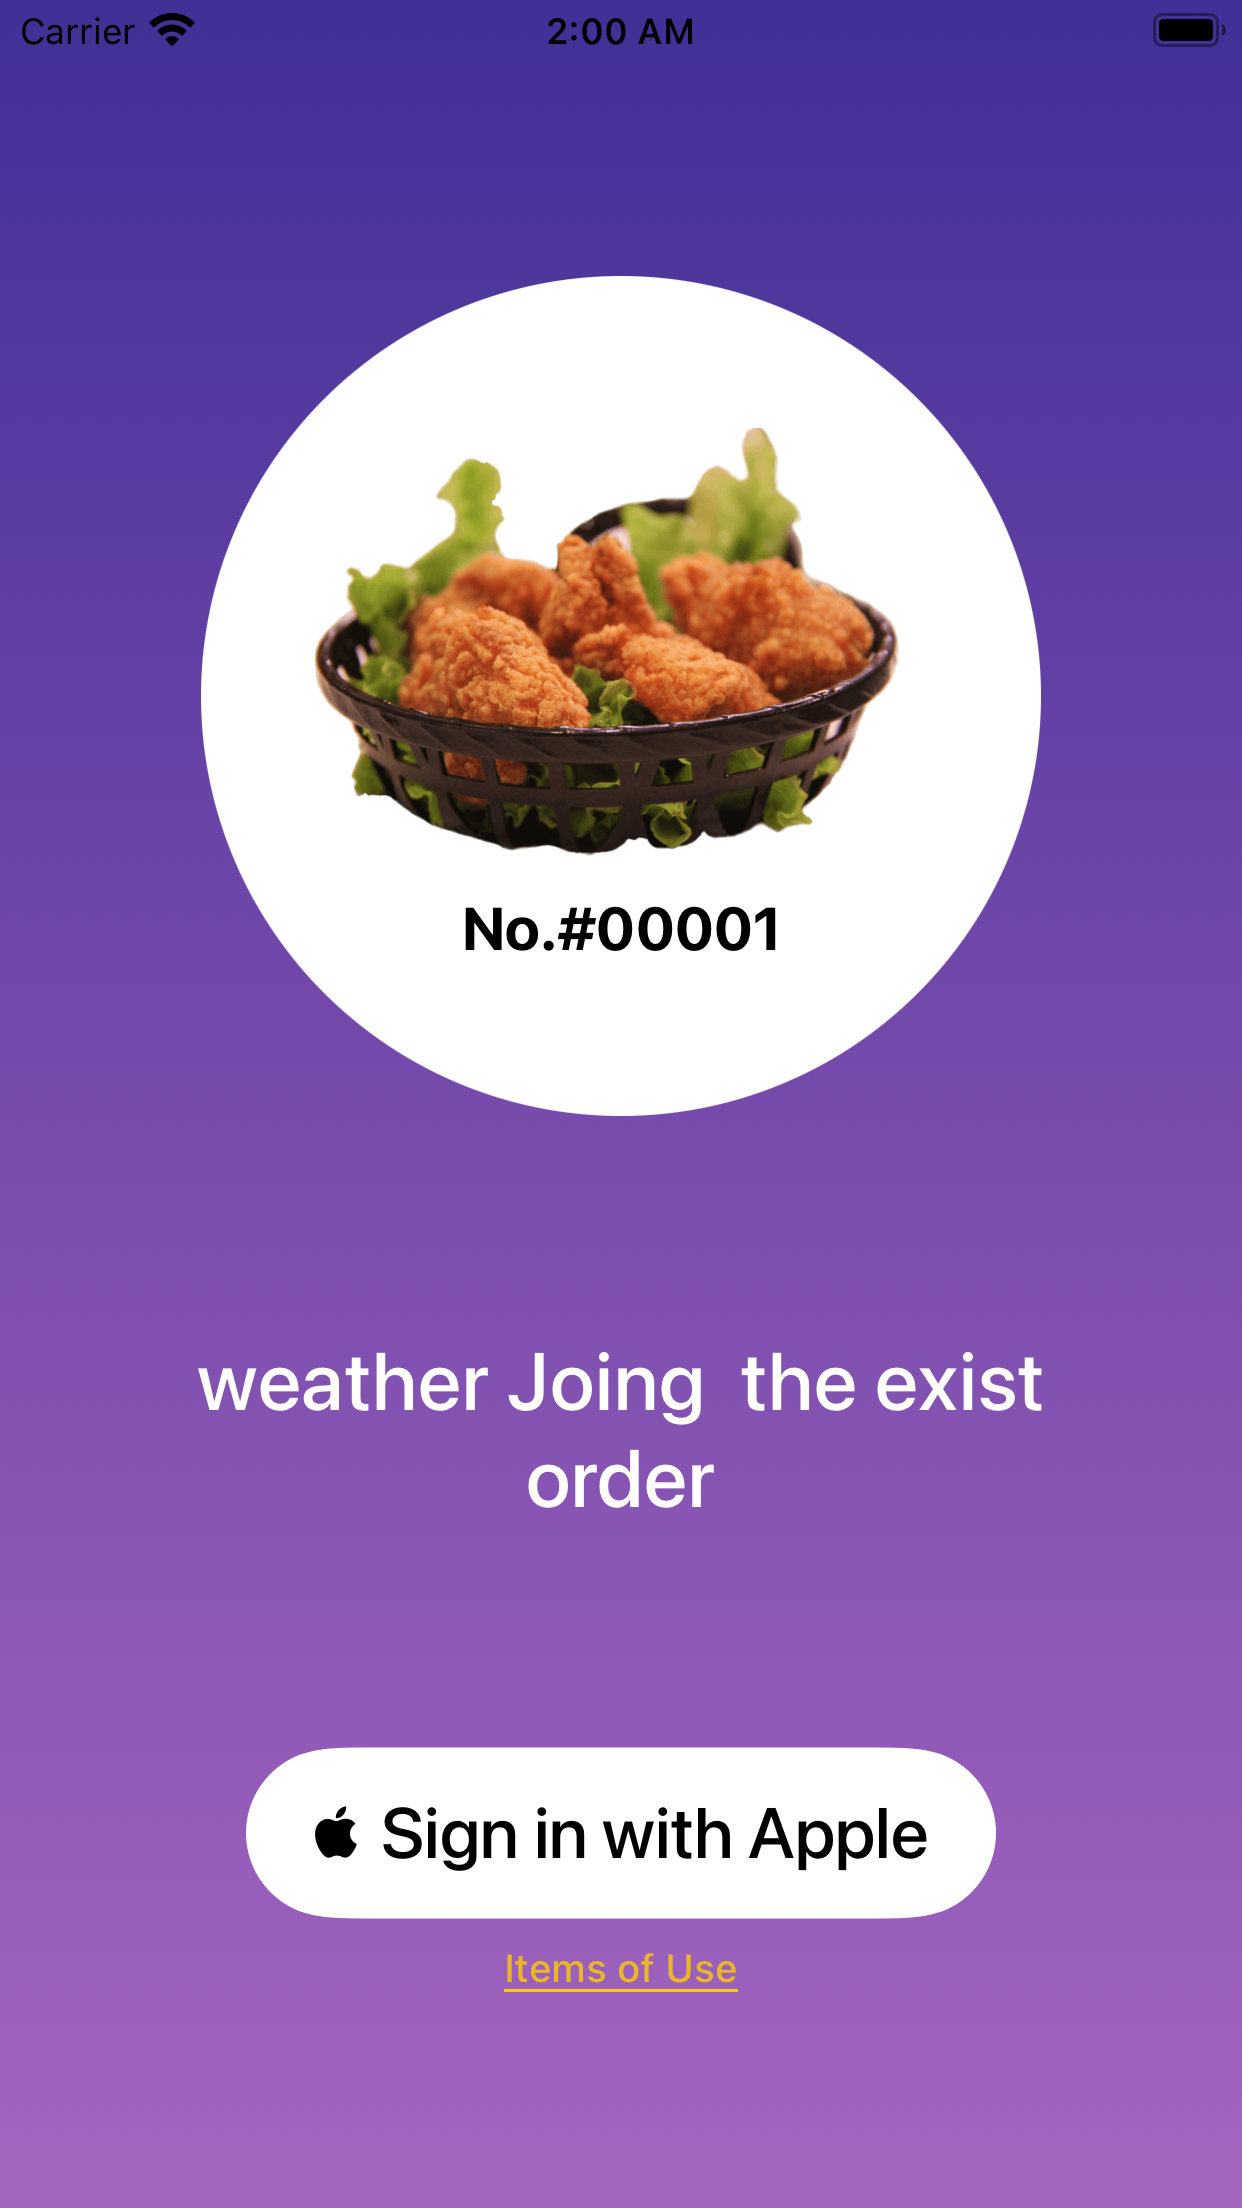 Carrier 2:00 AM
No.#00001
weather Joing  the exist
order
Sign in with Apple
Items of Use